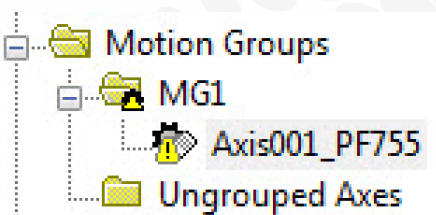 Motion Groups
MG1
Axis001_PF755
Ungrouped Axes